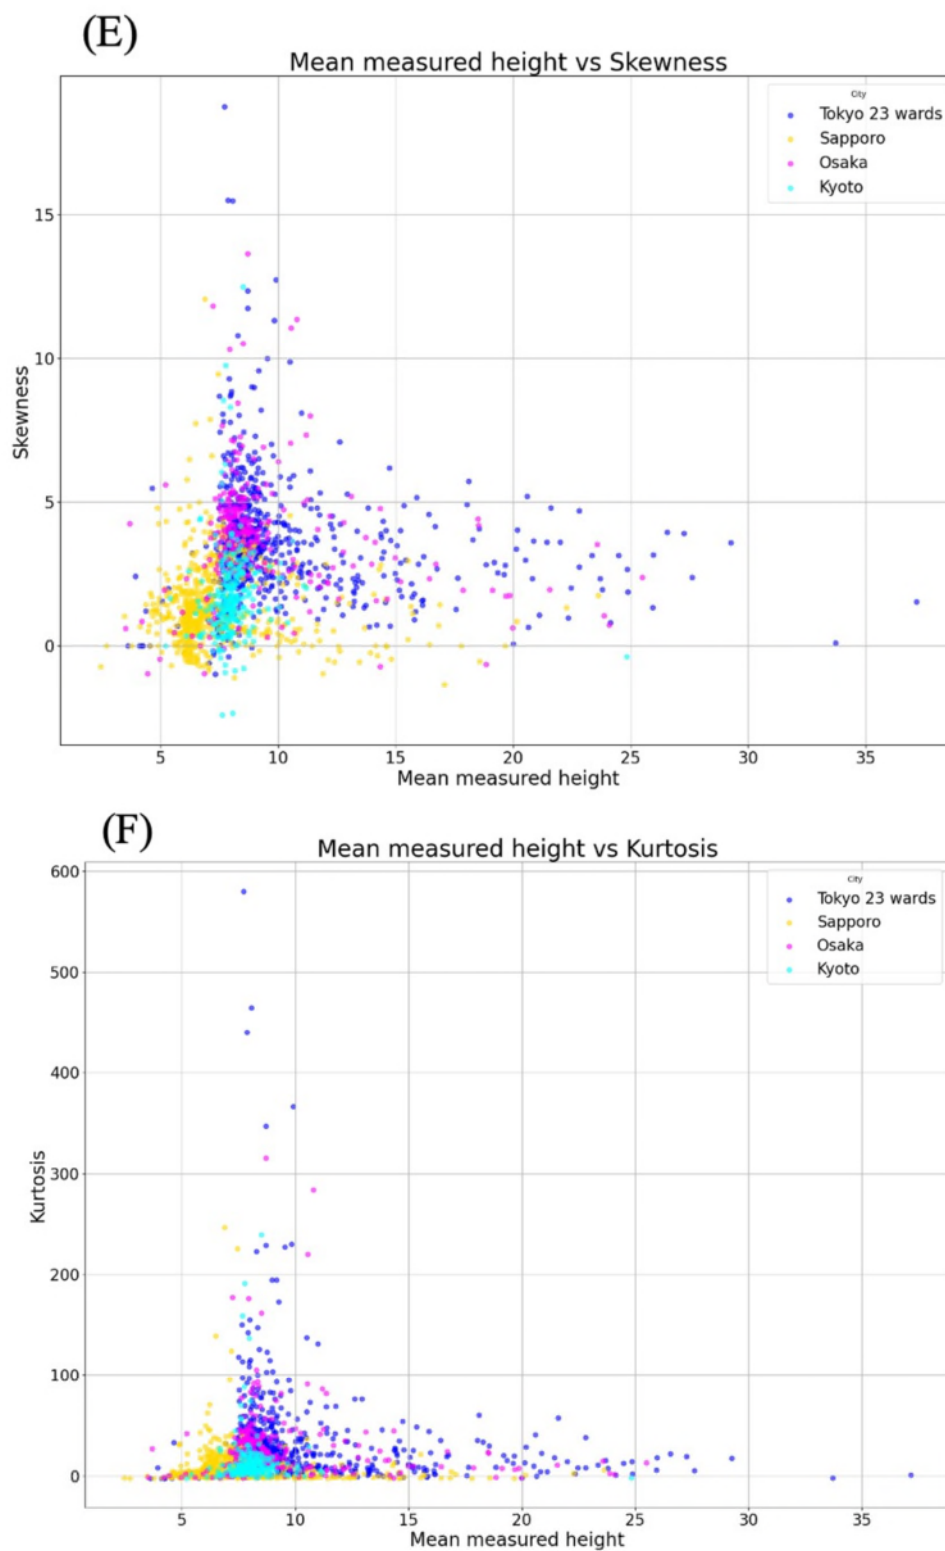 (E)
Mean measured height vs Skewness
City
Tokyo 23 wards
Sapporo
Osaka
Kyoto
15
10
5
0
Skewness
5 10 15 20 25 30 35
Mean measured height
(F)
Mean measured height vs Kurtosis
City
Tokyo 23 wards
Sapporo
Osaka
Kyoto
600
500
400
300
200
100
0
Kurtosis
5 10 15 20 25 30 35
Mean measured height